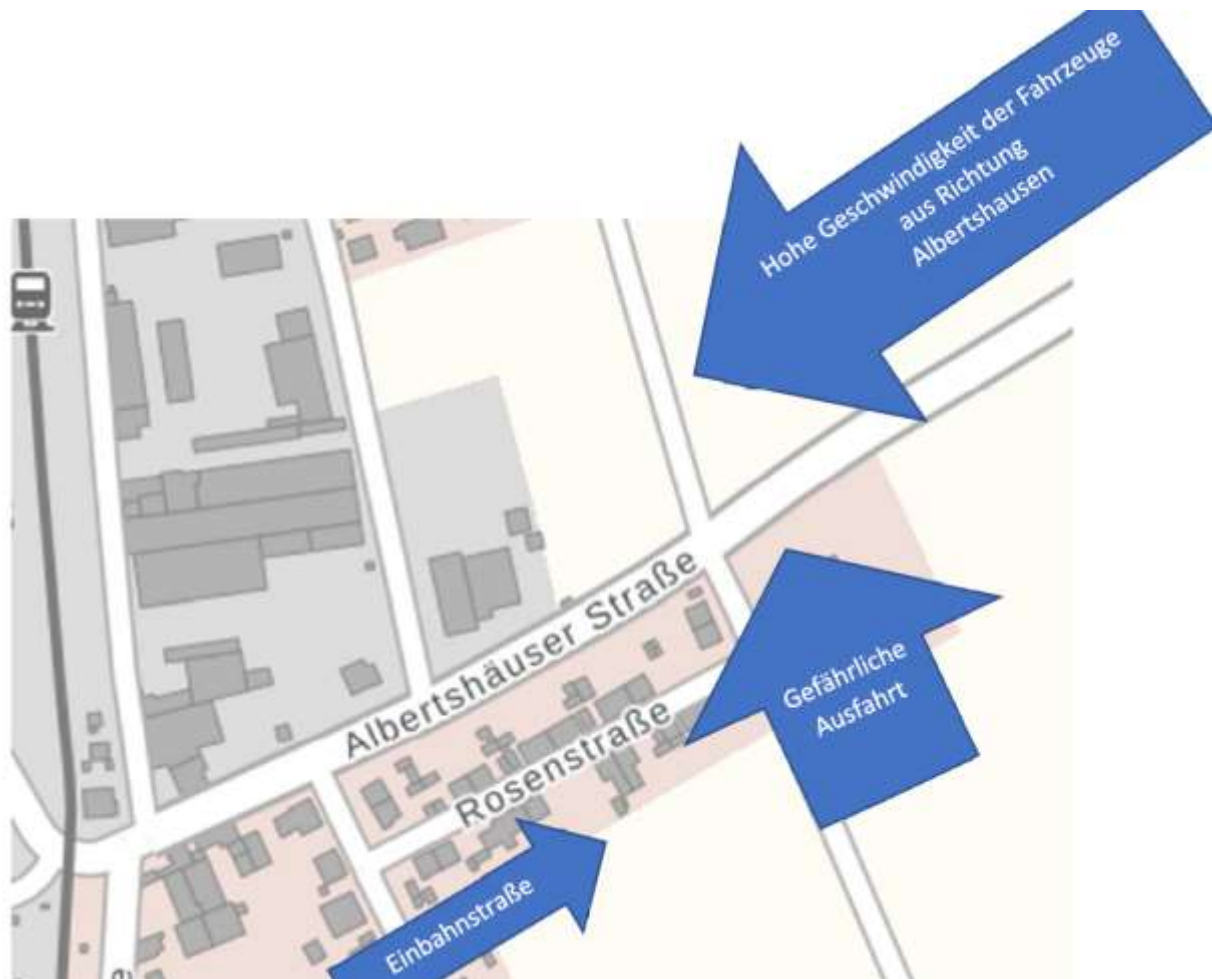 Hohe Geschwindigkeit der Fahrzeuge
aus Richtung
Albertshausen
Albertshäuser Straße
Gefährliche
Ausfahrt
Rosenstraße
Einbahnstraße